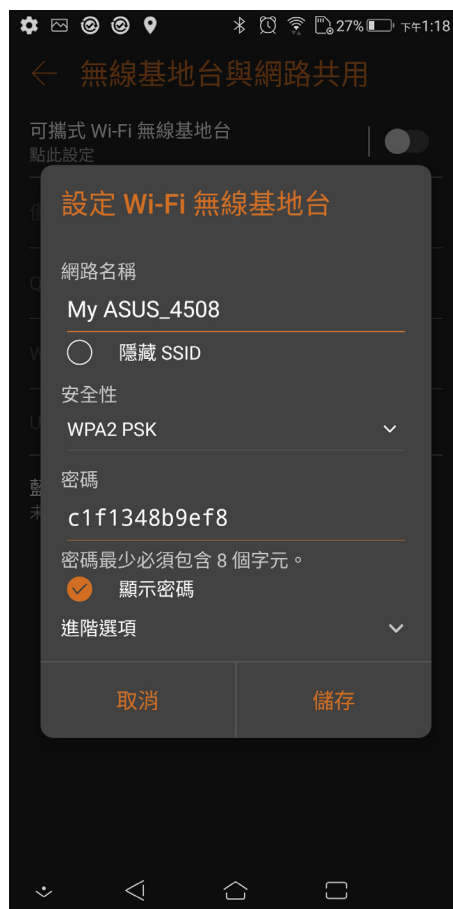 27% 下午1:18
無線基地台與網路共用
可攜式 Wi-Fi 無線基地台
點此設定
設定 Wi-Fi 無線基地台
網路名稱
My ASUS_4508
隱藏 SSID
安全性
WPA2 PSK
密碼
c1f1348b9ef8
密碼最少必須包含 8 個字元。
顯示密碼
進階選項
取消 儲存